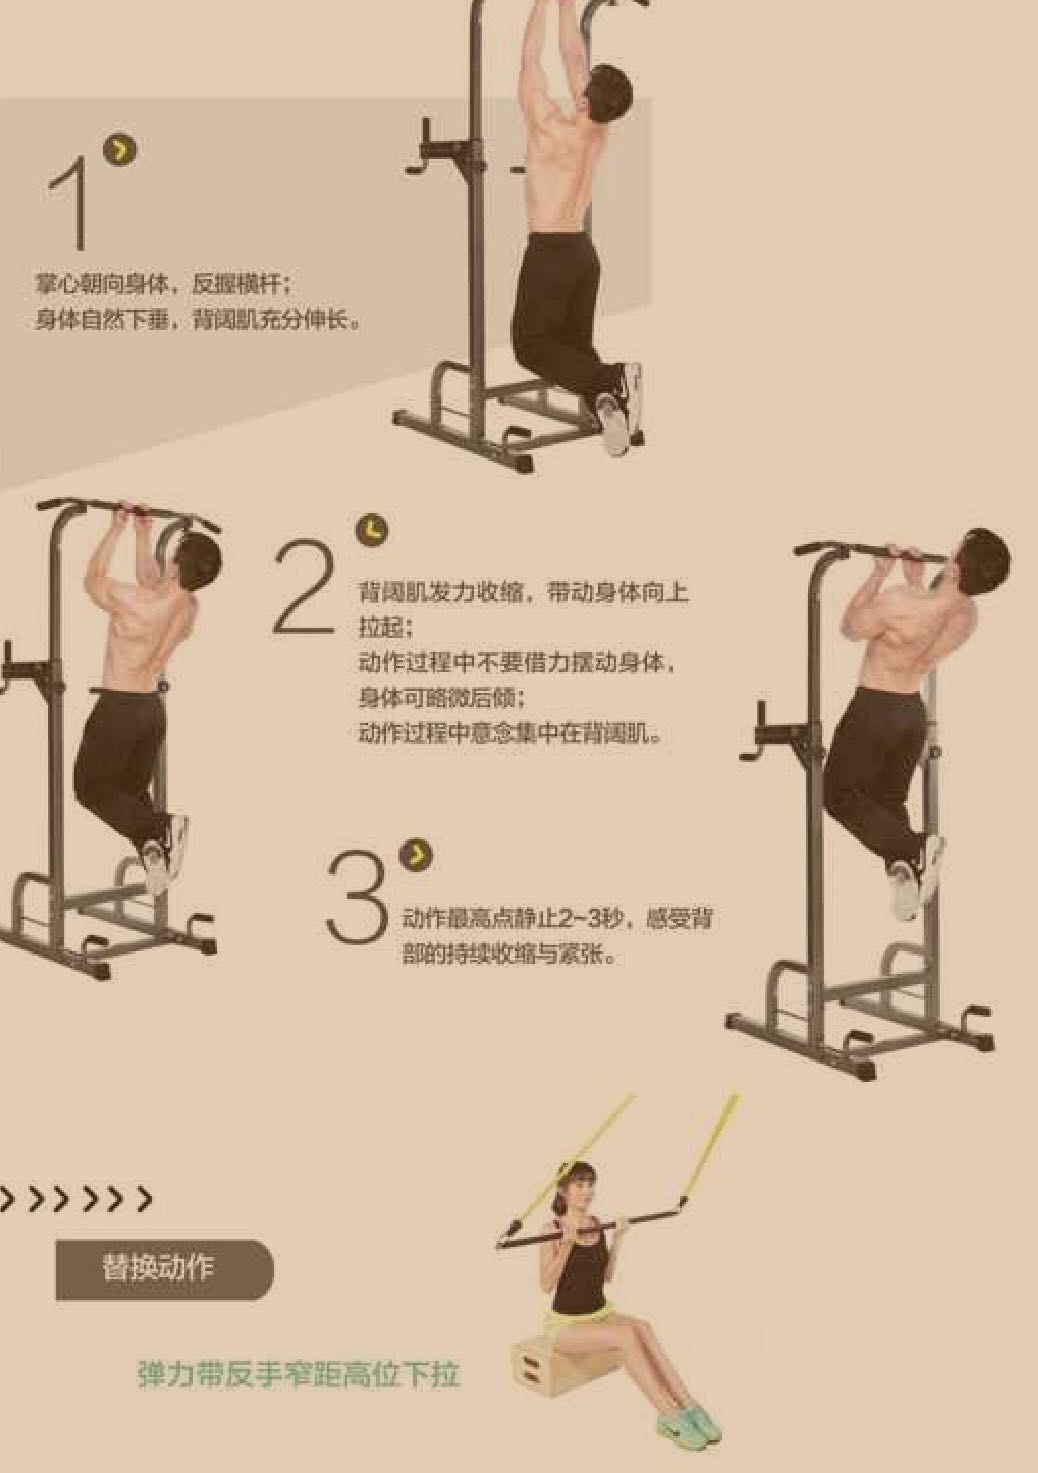 1
掌心朝向身体，反握横杆；
身体自然下垂，背阔肌充分伸长。
2
背阔肌发力收缩，带动身体向上
拉起；
动作过程中不要借力摆动身体，
身体可略微后倾；
动作过程中意念集中在背阔肌。
3
动作最高点静止2~3秒，感受背
部的持续收缩与紧张。
替换动作
弹力带反手窄距高位下拉